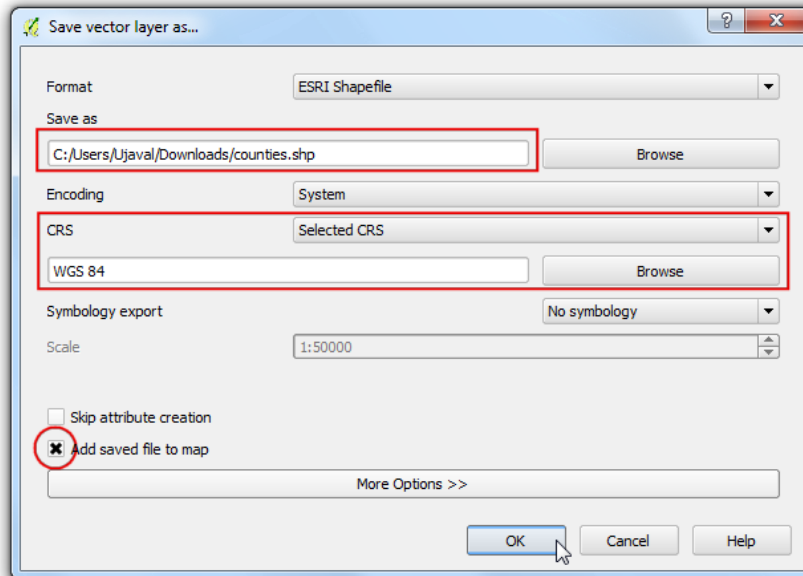 Save vector layer as...
Format ESRI Shapefile
Save as
C:/Users/Ujaval/Downloads/counties.shp Browse
Encoding System
CRS Selected CRS
WGS 84 Browse
Symbology export No symbology
Scale 1:50000
Skip attribute creation
Add saved file to map
More Options >>
OK Cancel Help